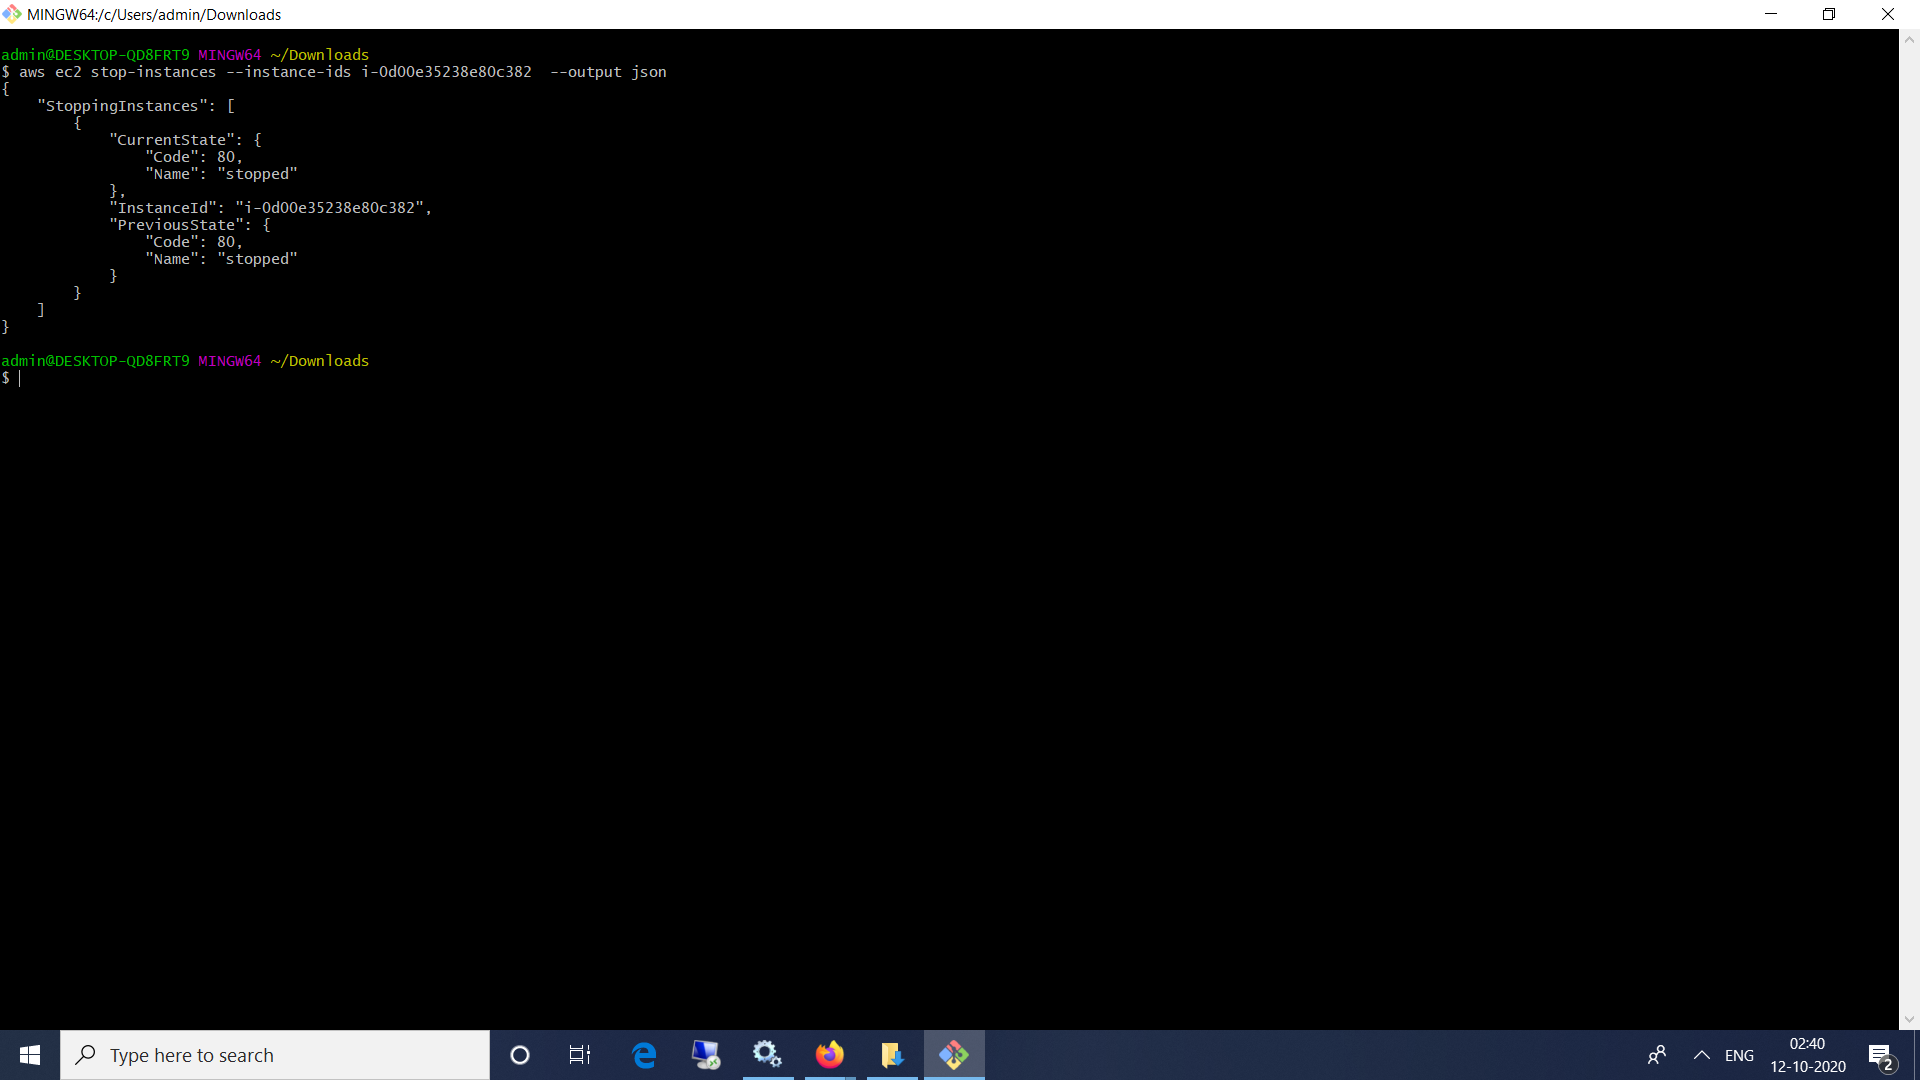 MINGW64:/c/Users/admin/Downloads
admin@DESKTOP-QD8FRT9 MINGW64 ~/Downloads
$ aws ec2 stop-instances --instance-ids i-0d00e35238e80c382  --output json
{
    "StoppingInstances": [
        {
            "CurrentState": {
                "Code": 80,
                "Name": "stopped"
            },
            "InstanceId": "i-0d00e35238e80c382",
            "PreviousState": {
                "Code": 80,
                "Name": "stopped"
            }
        }
    ]
}
admin@DESKTOP-QD8FRT9 MINGW64 ~/Downloads
$
Type here to search
ENG
02:40
12-10-2020
2